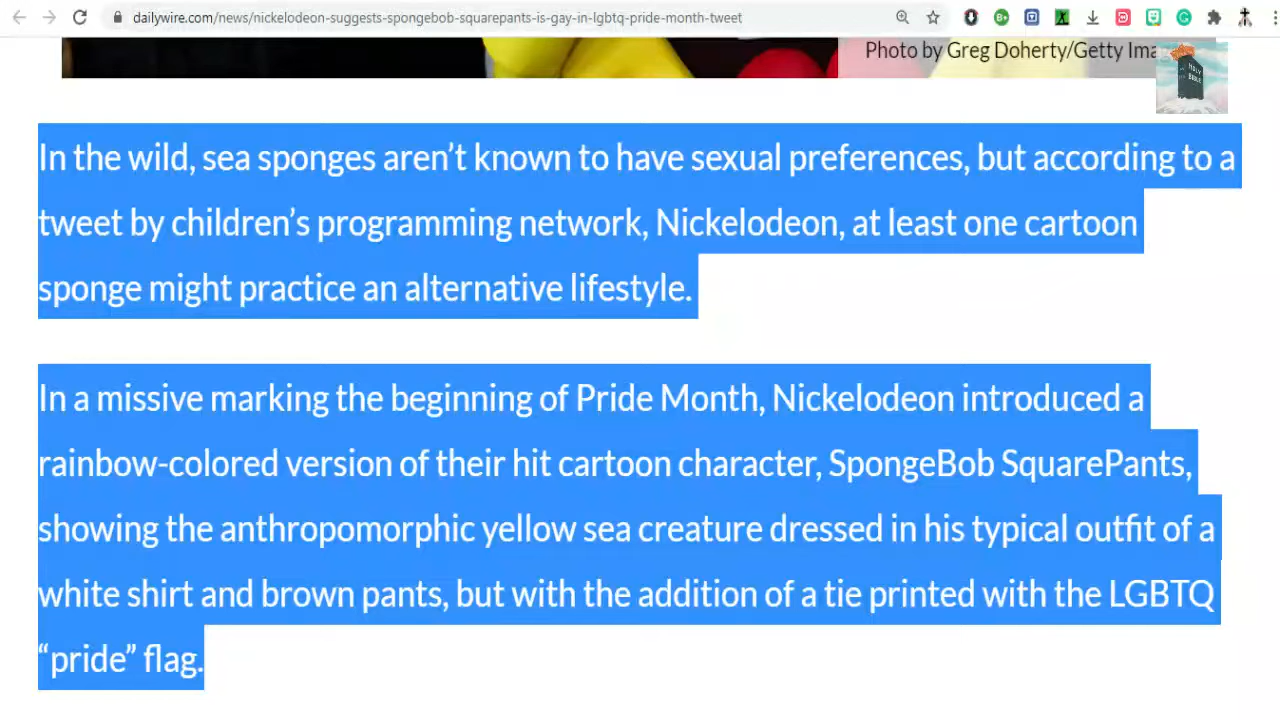 dailywire.com/news/nickelodeon-suggests-spongebob-squarepants-is-gay-in-lgbtq-pride-month-tweet
Photo by Greg Doherty/Getty Ima
HOLY
BIBLE
In the wild, sea sponges aren’t known to have sexual preferences, but according to a
tweet by children’s programming network, Nickelodeon, at least one cartoon
sponge might practice an alternative lifestyle.
In a missive marking the beginning of Pride Month, Nickelodeon introduced a
rainbow-colored version of their hit cartoon character, SpongeBob SquarePants,
showing the anthropomorphic yellow sea creature dressed in his typical outfit of a
white shirt and brown pants, but with the addition of a tie printed with the LGBTQ
“pride” flag.